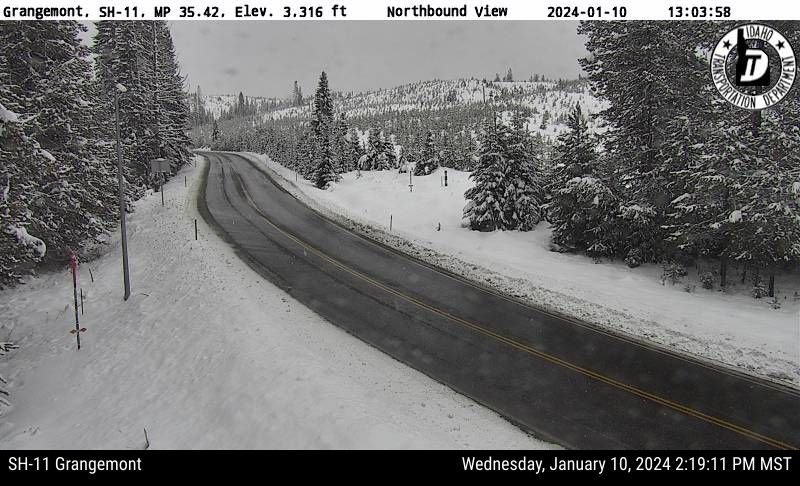 Grangemont, SH-11, MP 35.42, Elev. 3,316 ft Northbound View 2024-01-10 13:03:58
IDAHO
TRANSPORTATION DEPARTMENT
SH-11 Grangemont Wednesday, January 10, 2024 2:19:11 PM MST